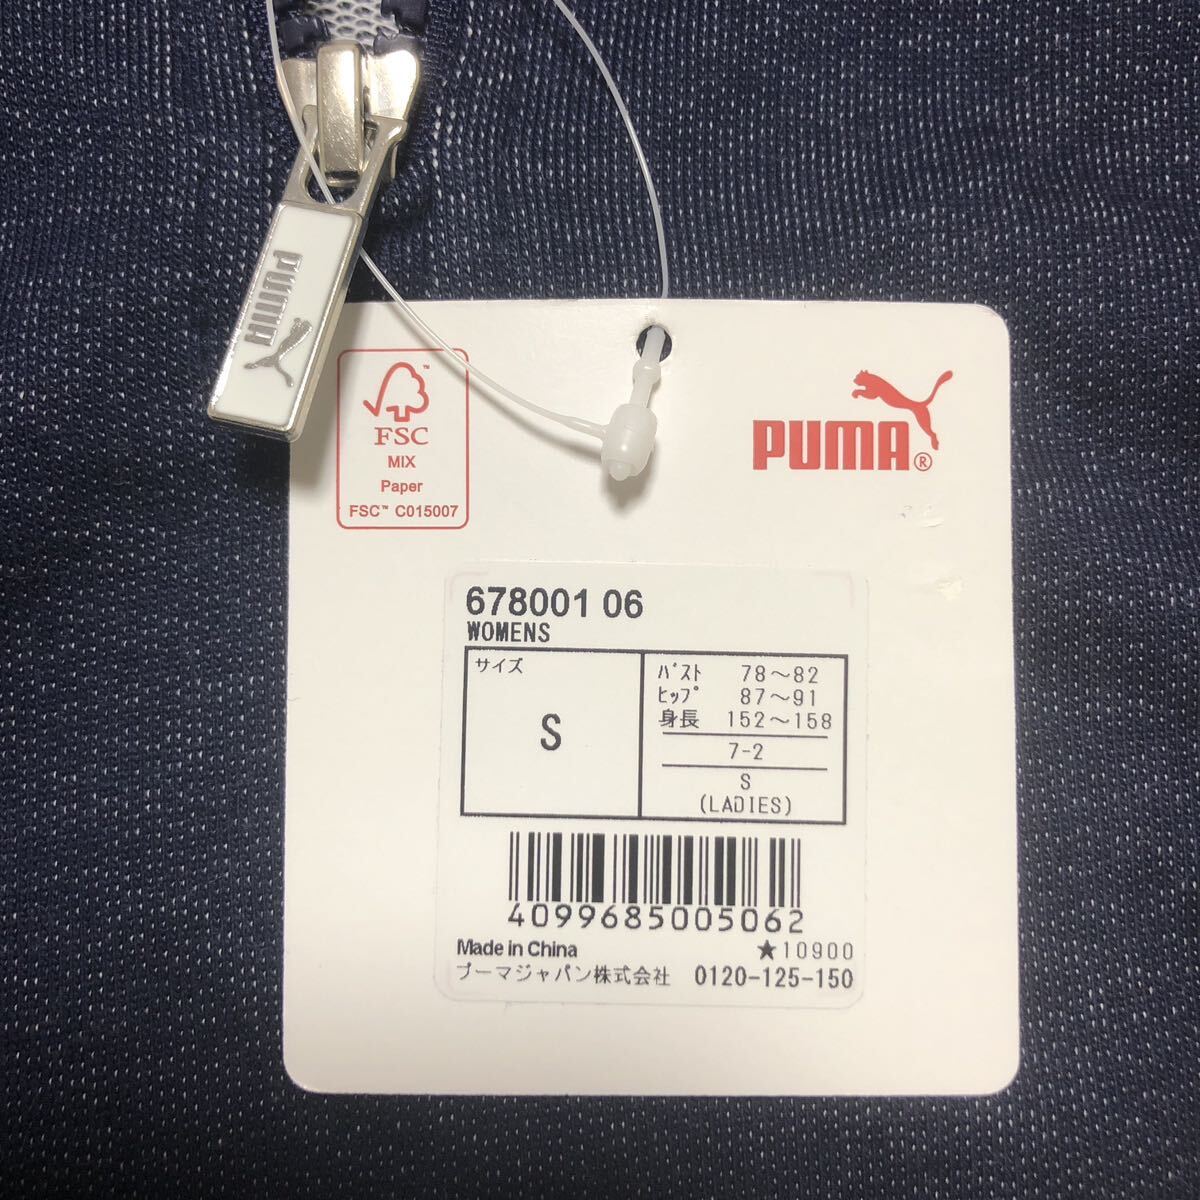 PUMA
FSC
MIX
Paper
FSC™ C015007
PUMA®
678001 06
WOMENS
サイズ
S
ﾊﾞｽﾄ 78～82
ﾋｯﾌﾟ 87～91
身長 152～158
7-2
S
(LADIES)
4099685005062
Made in China ★10900
プーマジャパン株式会社 0120-125-150